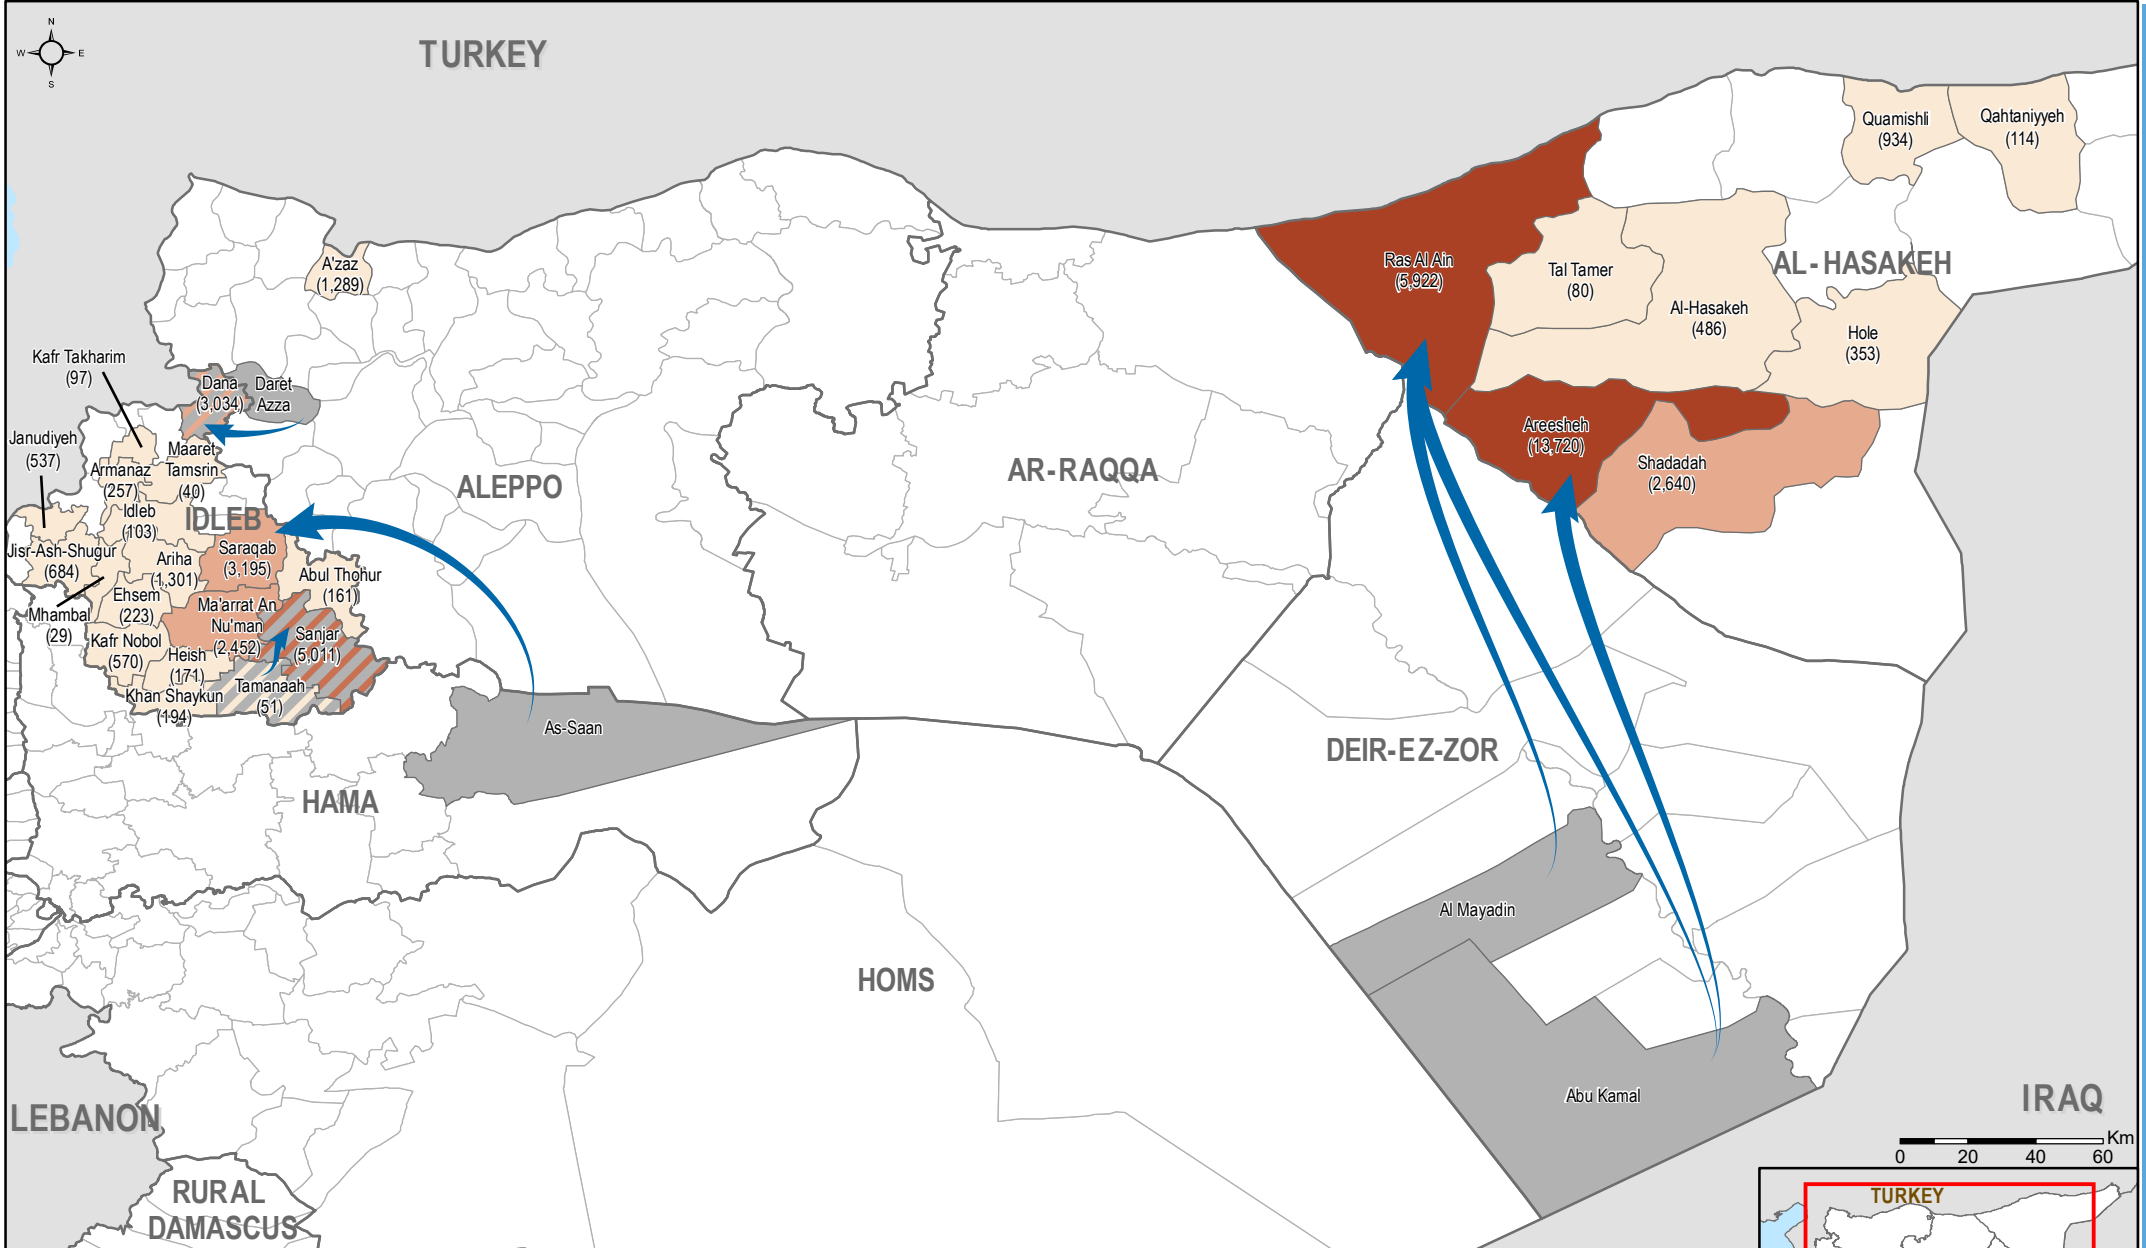 N
W
E
S
TURKEY
Quamishli
(934)
Qahtaniyyeh
(114)
A'zaz
(1,289)
Ras Al Ain
(5,922)
Tal Tamer
(80)
AL-HASAKEH
Al-Hasakeh
(486)
Hole
(353)
Kafr Takharim
(97)
Dana
(3,034)
Daret
Azza
Janudiyeh
(537)
Maaret
Tamsrin
(40)
Armanaz
(257)
Areesheh
(13,720)
Shadadah
(2,640)
AR-RAQQA
ALEPPO
Idleb
(103)
IDLEB
Jisr-Ash-Shugur
(684)
Ariha
(1,301)
Saraqab
(3,195)
Abul Thohur
(161)
Mhambal
(29)
Ehsem
(223)
Ma'arrat An
Nu'man
(2,452)
Sanjar
(5,011)
Kafr Nobol
(570)
Heish
(171)
Khan Shaykun
(194)
Tamanaah
(51)
As-Saan
DEIR-EZ-ZOR
HAMA
Al Mayadin
HOMS
Abu Kamal
LEBANON
IRAQ
Km
0 20 40 60
RURAL
DAMASCUS
TURKEY